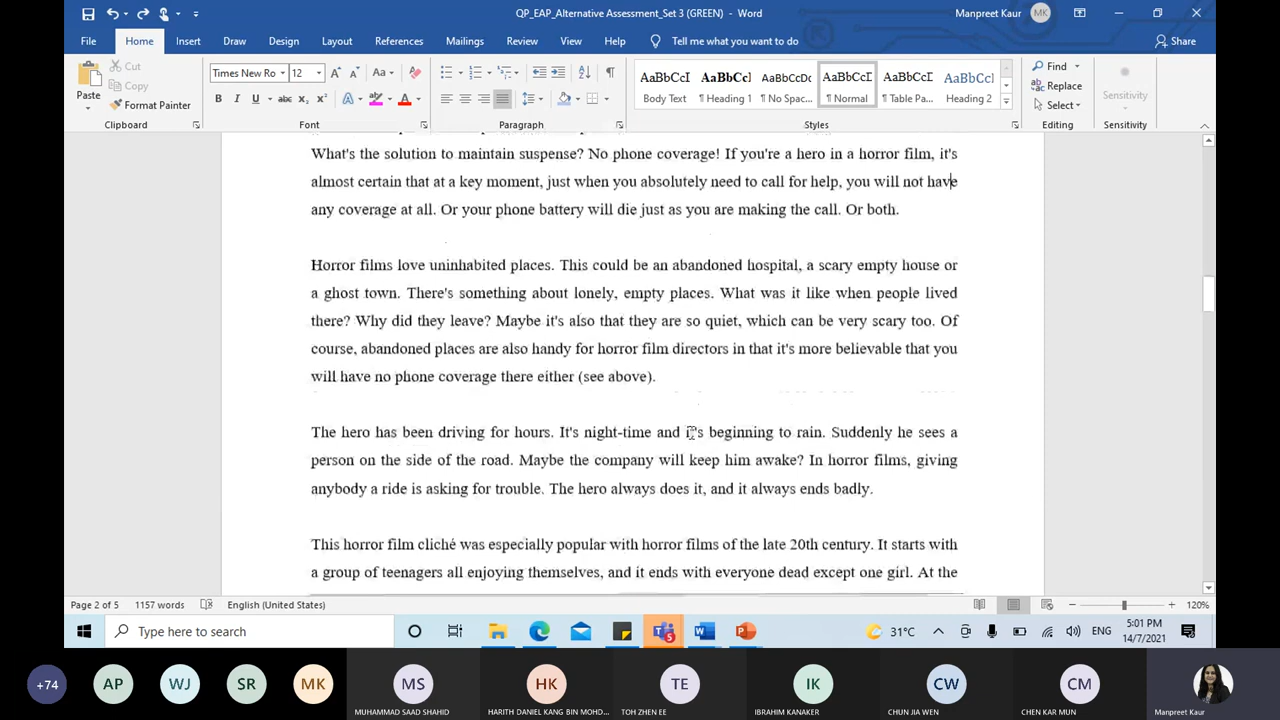 QP_EAP_Alternative Assessment_Set 3 (GREEN) - Word
Manpreet Kaur MK
File Home Insert Draw Design Layout References Mailings Review View Help Tell me what you want to do Share
Paste
Cut
Copy
Format Painter
Clipboard
Times New Ro 12
Font
Paragraph
AaBbCcI AaBbCcl AaBbCcDc AaBbCcD AaBbCcD AaBbCcI
Body Text ¶ Heading 1 ¶ No Spac... ¶ Normal ¶ Table Pa... Heading 2
Styles
Find
Replace
Select
Editing
Sensitivity
Sensitivity
What's the solution to maintain suspense? No phone coverage! If you're a hero in a horror film, it's
almost certain that at a key moment, just when you absolutely need to call for help, you will not have
any coverage at all. Or your phone battery will die just as you are making the call. Or both.
Horror films love uninhabited places. This could be an abandoned hospital, a scary empty house or
a ghost town. There's something about lonely, empty places. What was it like when people lived
there? Why did they leave? Maybe it's also that they are so quiet, which can be very scary too. Of
course, abandoned places are also handy for horror film directors in that it's more believable that you
will have no phone coverage there either (see above).
The hero has been driving for hours. It's night-time and it's beginning to rain. Suddenly he sees a
person on the side of the road. Maybe the company will keep him awake? In horror films, giving
anybody a ride is asking for trouble. The hero always does it, and it always ends badly.
This horror film cliché was especially popular with horror films of the late 20th century. It starts with
a group of teenagers all enjoying themselves, and it ends with everyone dead except one girl. At the
Page 2 of 5 1157 words English (United States) 120%
Type here to search
31°C ENG
5:01 PM
14/7/2021
+74 AP WJ SR MK MS HK TE IK CW CM
MUHAMMAD SAAD SHAHID HARITH DANIEL KANG BIN MOHD... TOH ZHEN EE IBRAHIM KANAKER CHUN JIA WEN CHEN KAR MUN Manpreet Kaur